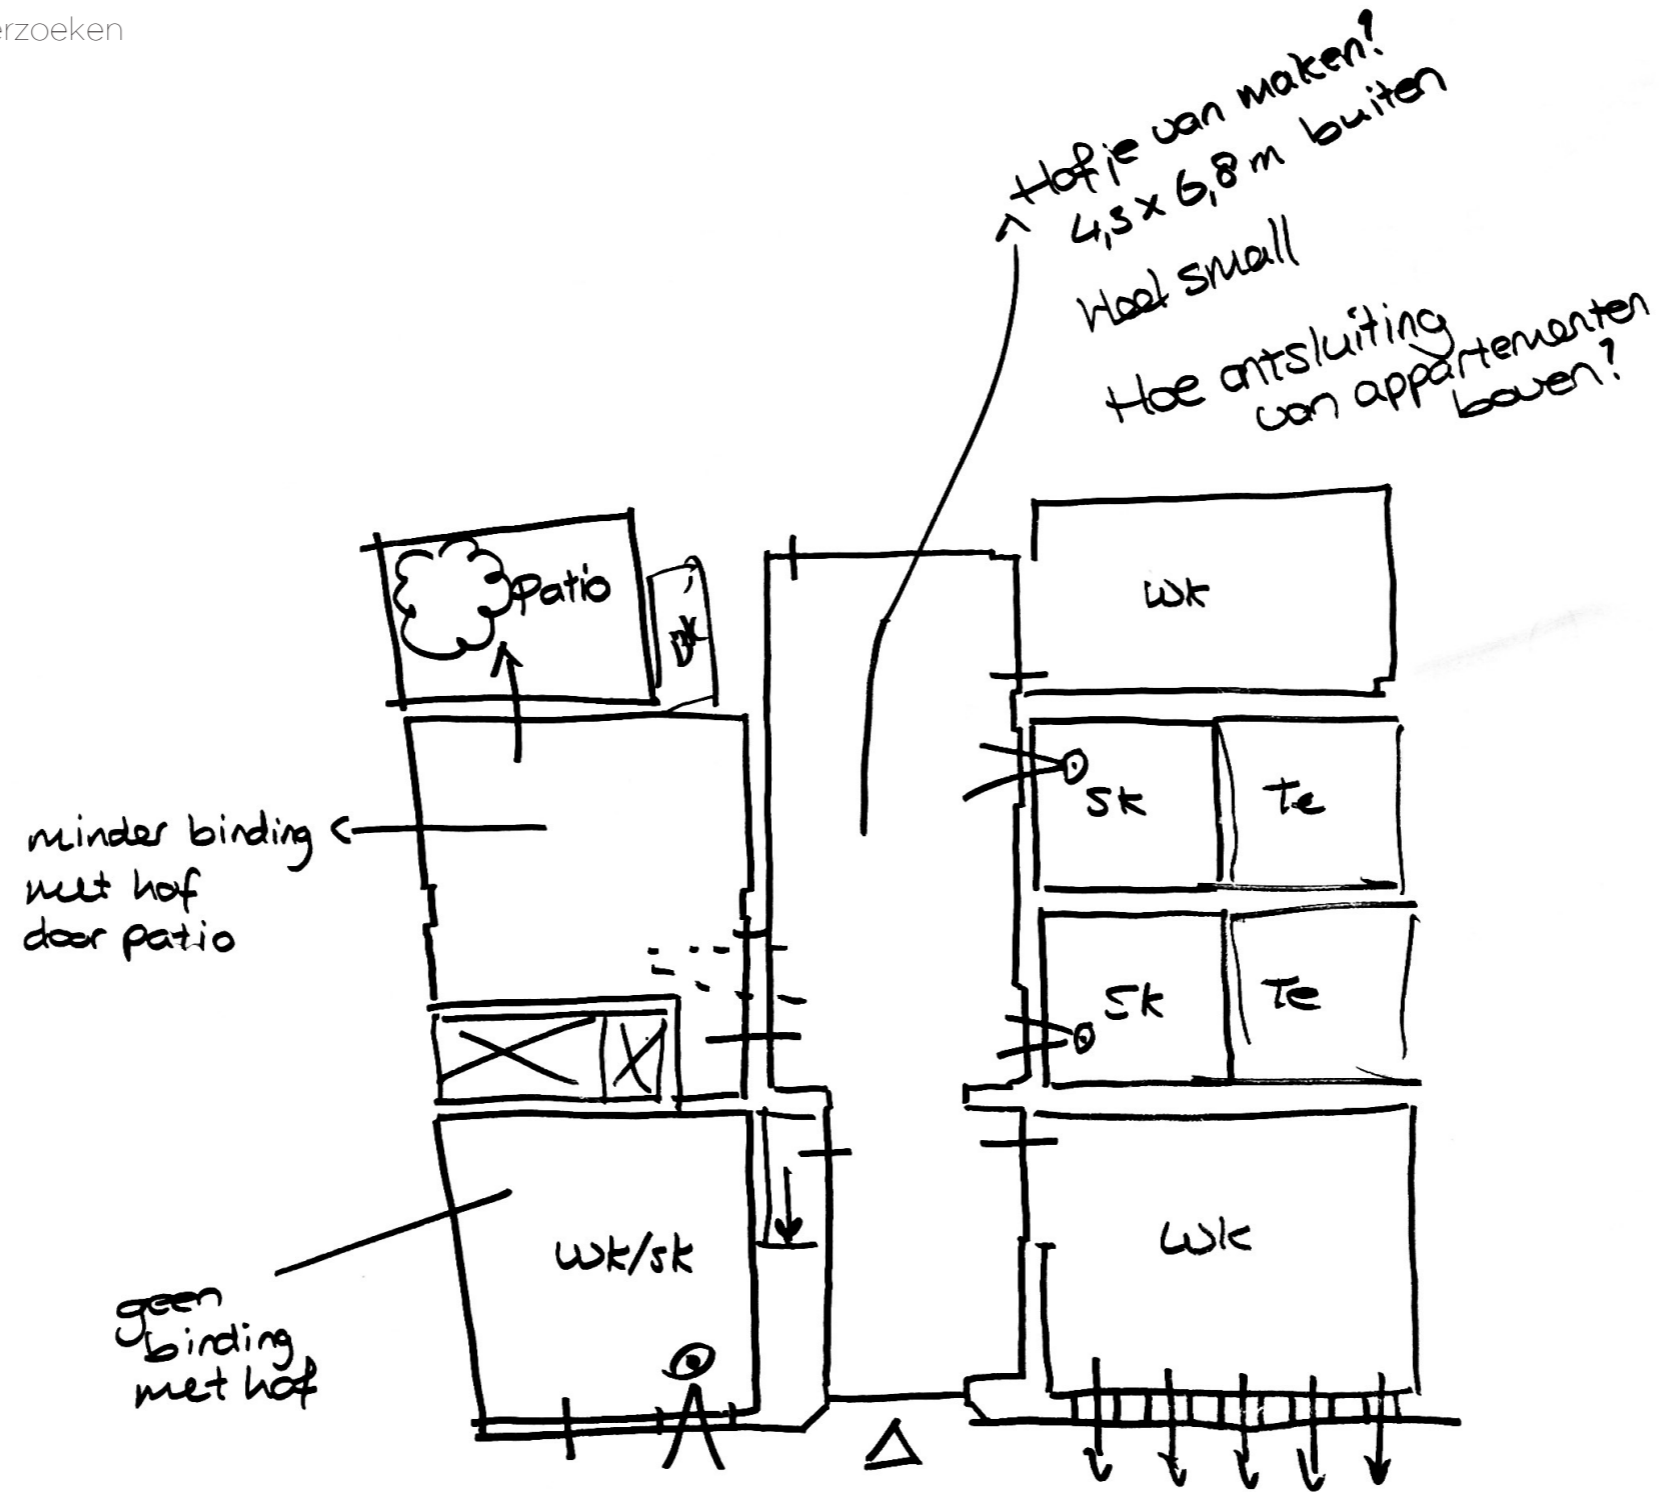 erzoeken
Hofje van maken?
4,5 x 6,8 m buiten
Heel small
Hoe ontsluiting
van appartementen
boven?
Patio
WK
SK
Te
minder binding
met hof
door patio
SK
Te
WK/SK
WK
geen
binding
met hof